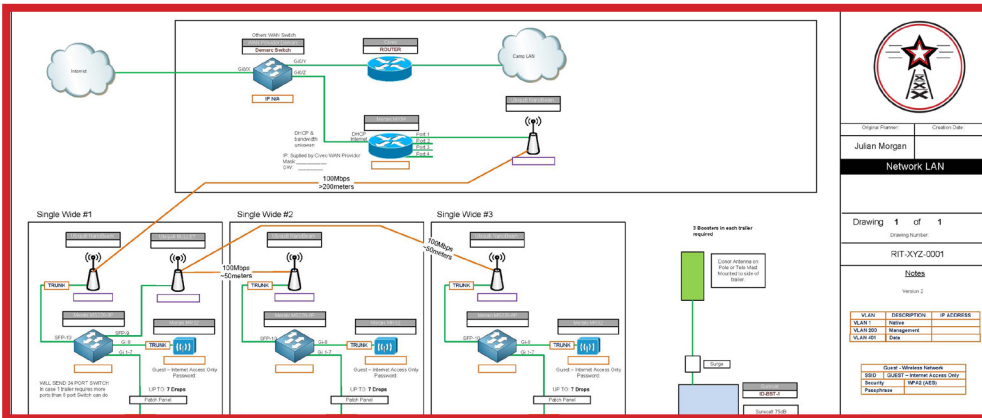 Others WAN Switch
Demarc Switch
IP N/A
Internet
Gi0/X
Gi0/Y
Gi0/Z
ROUTER
Camp LAN
DHCP &
bandwidth
DHCP
Internet
Port 1
Port 2
Port 3
Port 4
IP: Supplied by Civeo WAN Provider
Mask:
GW:
100Mbps
>200meters
Single Wide #1
TRUNK
SFP-9
SFP-10
Gi-8
Gi 1-7
TRUNK
Guest – Internet Access Only
Password
WILL SEND 24 PORT SWITCH
in case 1 trailer requires more
ports than 8 port Switch can do
UP TO: 7 Drops
Patch Panel
100Mbps
~50meters
Single Wide #2
TRUNK
SFP-10
Gi-8
Gi 1-7
TRUNK
Guest – Internet Access Only
Password
UP TO: 7 Drops
Patch Panel
100Mbps
~50meters
Single Wide #3
TRUNK
SFP-10
Gi-8
Gi 1-7
TRUNK
Guest – Internet Access Only
Password
UP TO: 7 Drops
Patch Panel
3 Boosters in each trailer
required
Donor Antenna on
Pole or Tele Mast
Mounted to side of
trailer.
Surge
ID-BST-1
Surecall 75dB
Original Planner:
Creation Date:
Julian Morgan
Network LAN
Drawing 1 of 1
Drawing Number:
RIT-XYZ-0001
Notes
Version 2
VLAN DESCRIPTION IP ADDRESS
VLAN 1 Native
VLAN 200 Management
VLAN 401 Data
Guest - Wireless Network
SSID GUEST – Internet Access Only
Security WPA2 (AES)
Passphrase